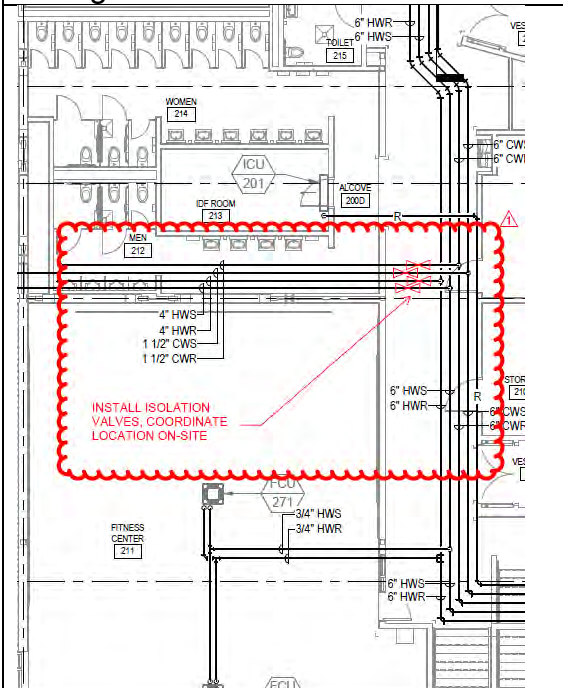 6" HWR
6" HWS
TOILET
215
WOMEN
214
6" CWS
ICU
201
ALCOVE
200D
IDF ROOM
213
R
1
MEN
212
4" HWS
4" HWR
1 1/2" CWS
1 1/2" CWR
6" HWS
6" HWR
R
6" CWS
6" CWR
INSTALL ISOLATION
VALVES, COORDINATE
LOCATION ON-SITE
FCU
271
3/4" HWS
3/4" HWR
FITNESS
CENTER
211
6" HWS
6" HWR
FCU